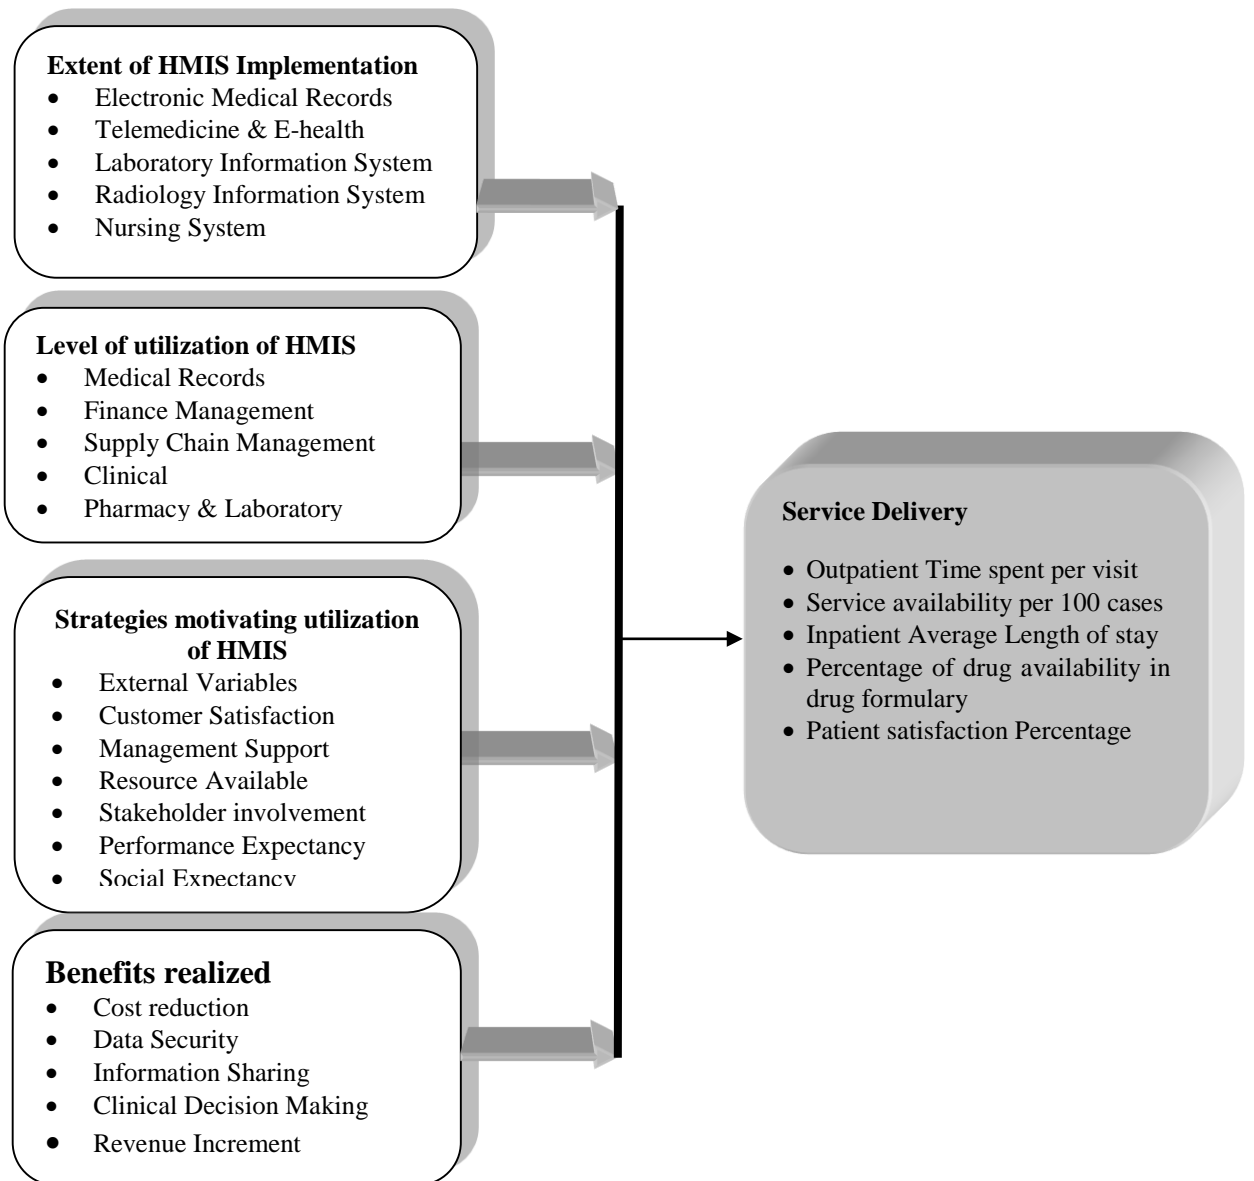 Extent of HMIS Implementation
• Electronic Medical Records
• Telemedicine & E-health
• Laboratory Information System
• Radiology Information System
• Nursing System
Level of utilization of HMIS
• Medical Records
• Finance Management
• Supply Chain Management
• Clinical
• Pharmacy & Laboratory
Strategies motivating utilization
of HMIS
• External Variables
• Customer Satisfaction
• Management Support
• Resource Available
• Stakeholder involvement
• Performance Expectancy
• Social Expectancy
Benefits realized
• Cost reduction
• Data Security
• Information Sharing
• Clinical Decision Making
• Revenue Increment
Service Delivery
• Outpatient Time spent per visit
• Service availability per 100 cases
• Inpatient Average Length of stay
• Percentage of drug availability in
drug formulary
• Patient satisfaction Percentage